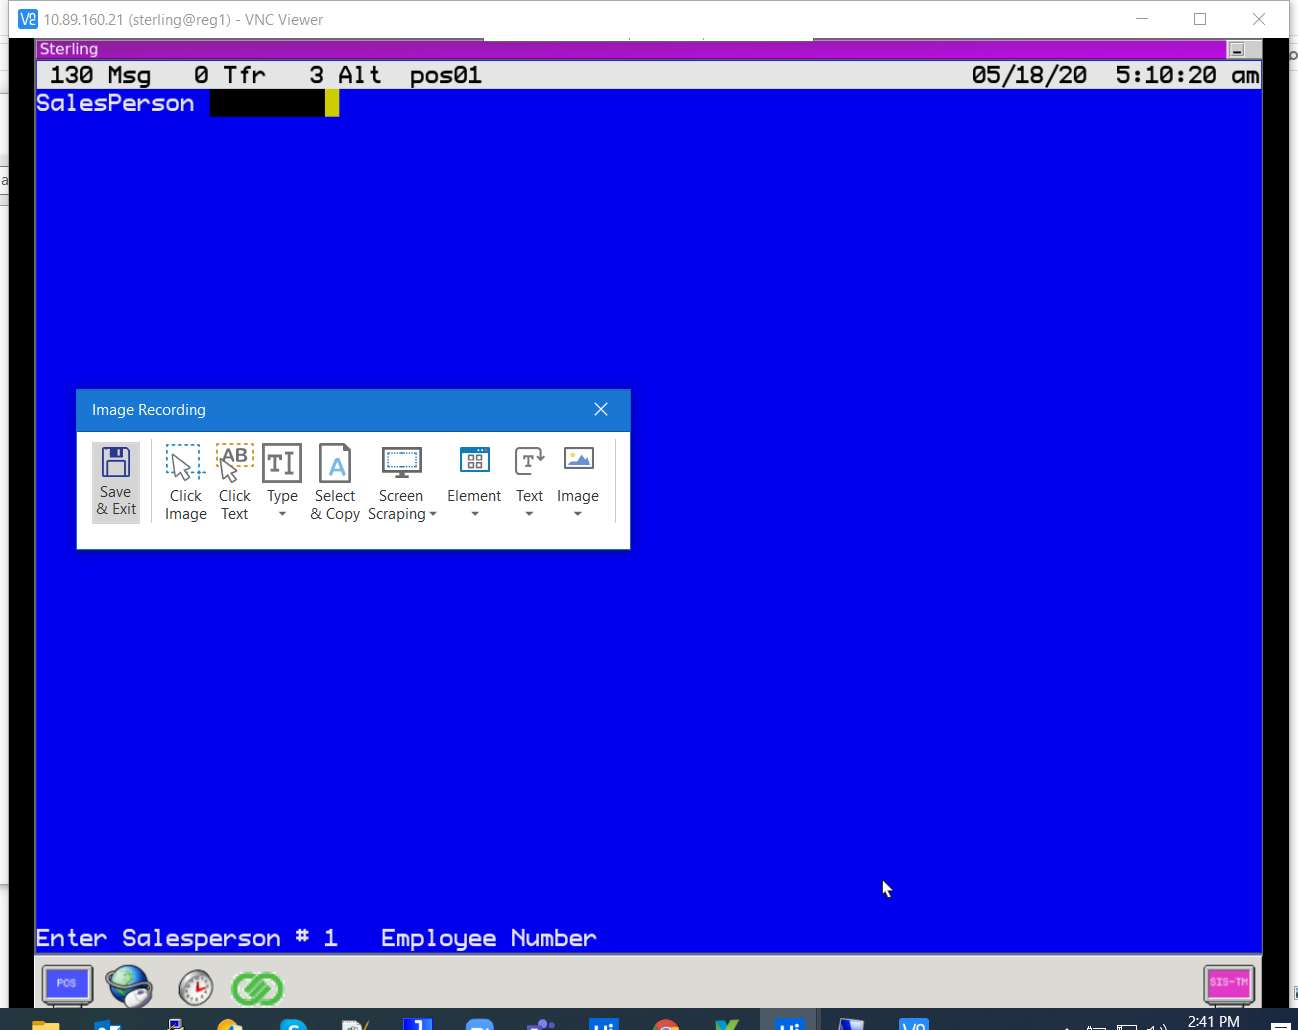 10.89.160.21 (sterling@reg1) - VNC Viewer
Sterling
130 Msg 0 Tfr 3 Alt pos01 05/18/20 5:10:20 am
SalesPerson
Image Recording
Save & Exit
Click Image
Click Text
Type
Select & Copy
Screen Scraping
Element
Text
Image
Enter Salesperson # 1 Employee Number
POS
SIS-TM
2:41 PM